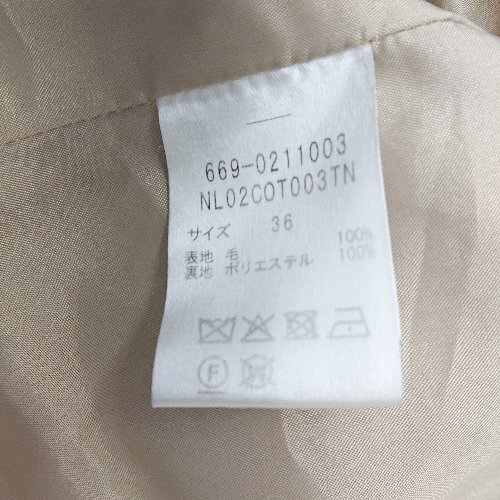 669-0211003
NL02COT003TN
サイズ 36
表地 毛 100%
裏地 ポリエステル 100%
F